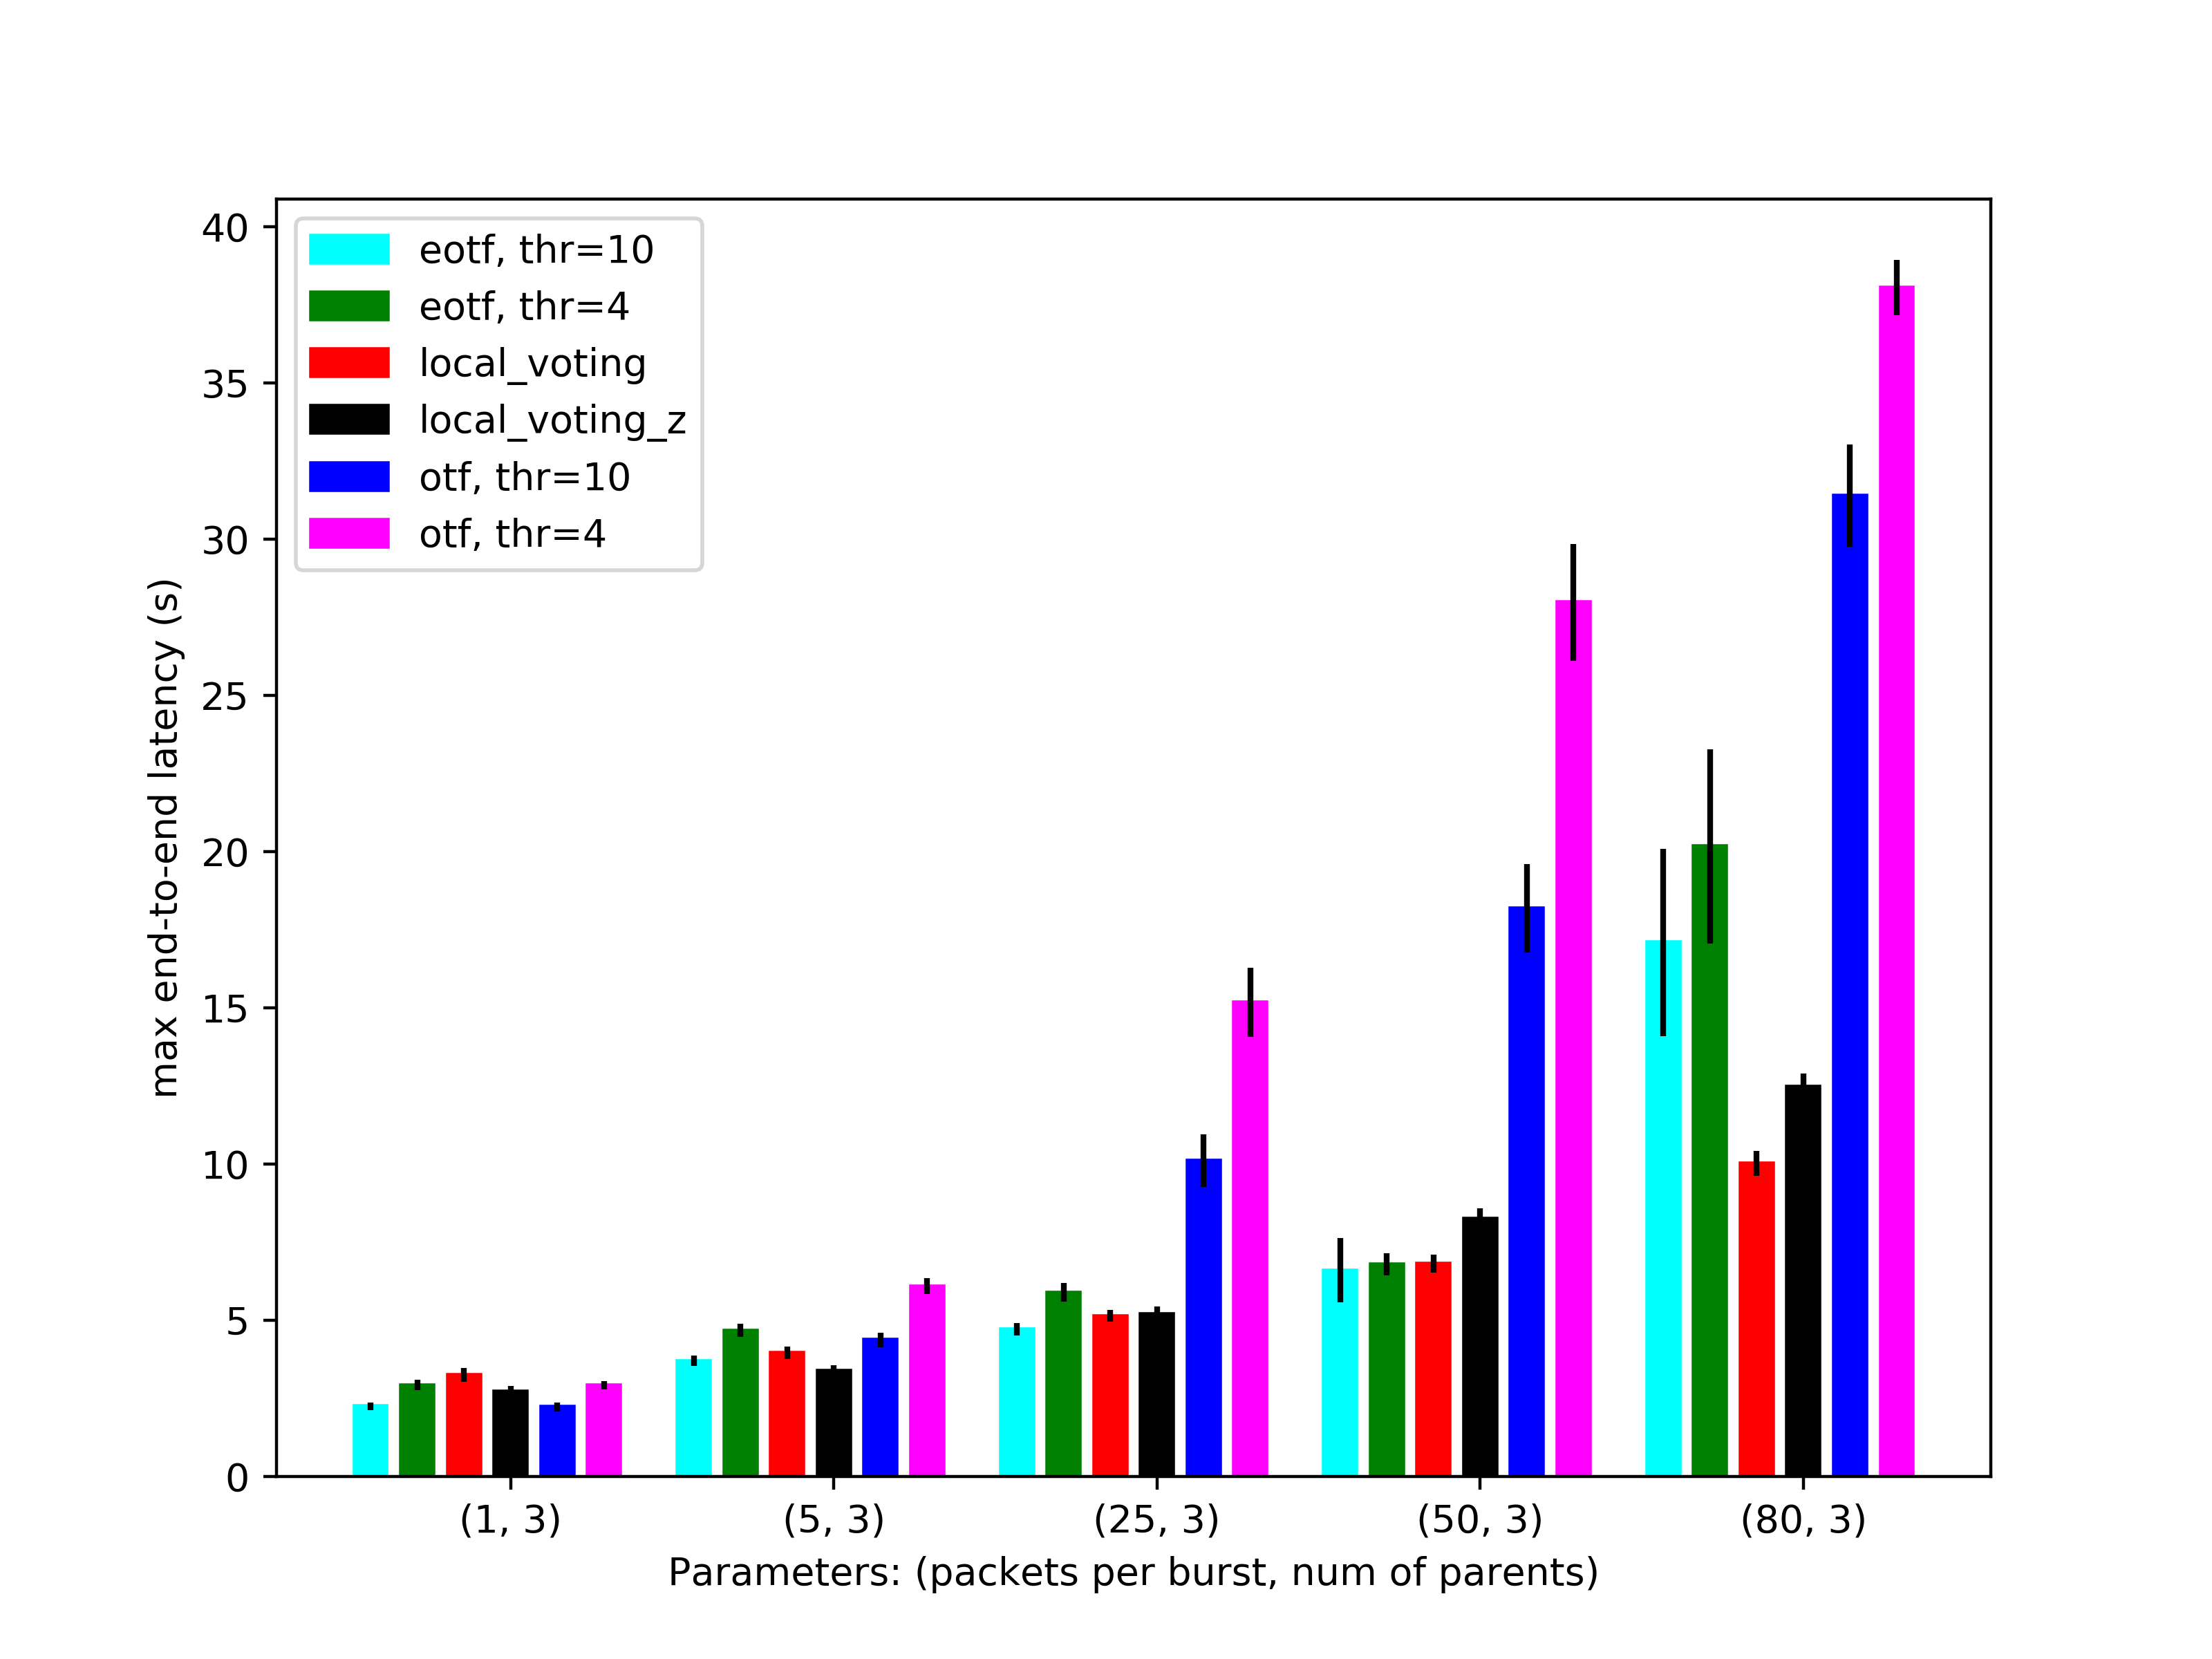 40
35
30
25
20
15
10
5
0
max end-to-end latency (s)
eotf, thr=10
eotf, thr=4
local_voting
local_voting_z
otf, thr=10
otf, thr=4
(1, 3) (5, 3) (25, 3) (50, 3) (80, 3)
Parameters: (packets per burst, num of parents)